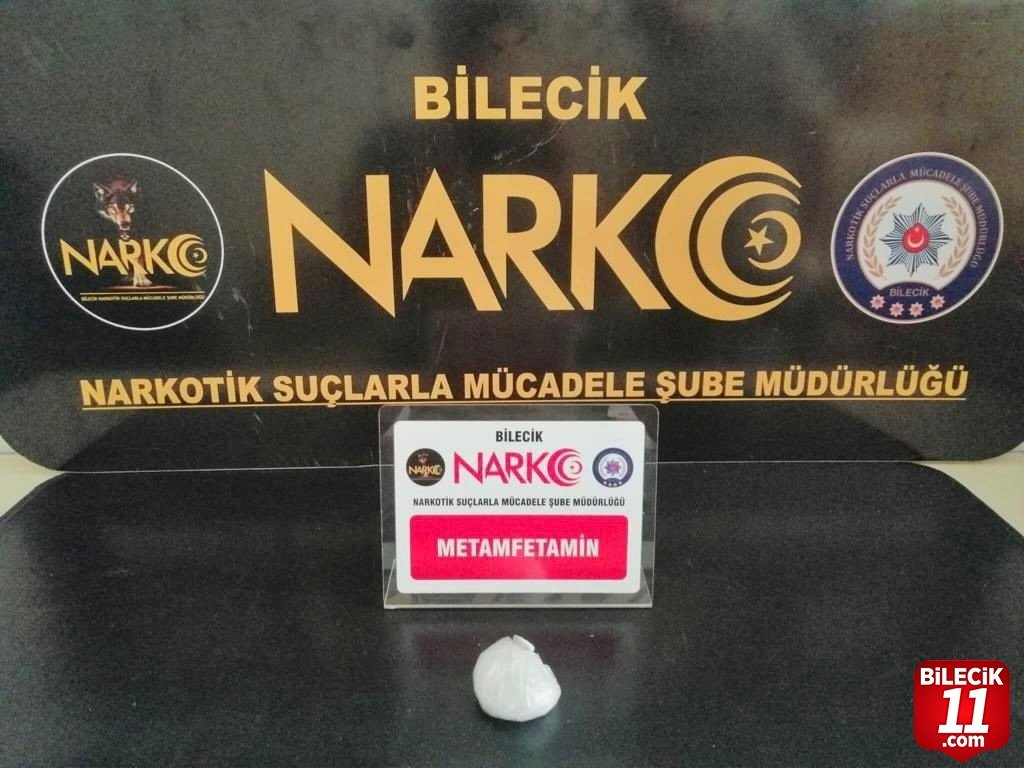 BİLECİK
NARKO
NARKO
BİLECİK NARKOTİK SUÇLARLA MÜCADELE ŞUBE MÜDÜRLÜĞÜ
NARKOTİK SUÇLARLA MÜCADELE ŞUBE MÜDÜRLÜĞÜ
BİLECİK
NARKOTİK SUÇLARLA MÜCADELE ŞUBE MÜDÜRLÜĞÜ
BİLECİK
NARKO
NARKO
NARKOTİK SUÇLARLA MÜCADELE ŞUBE MÜDÜRLÜĞÜ
METAMFETAMİN
BİLECİK
11
.com